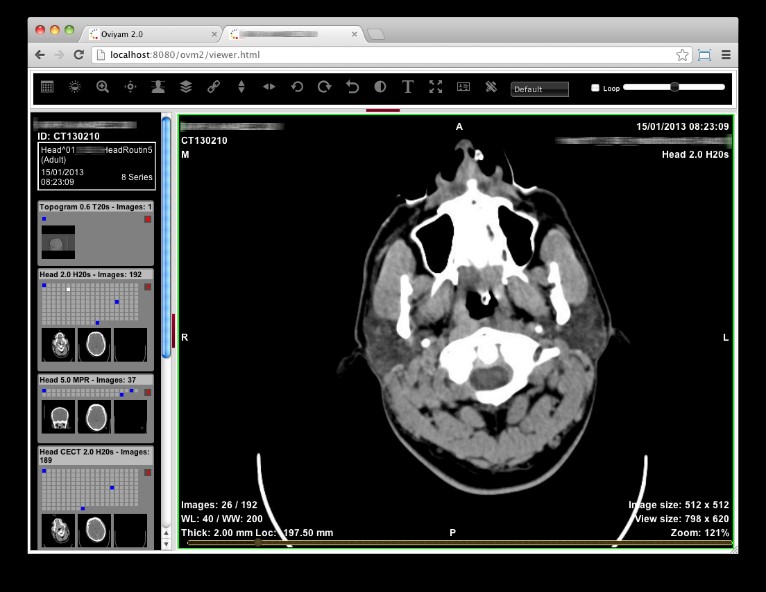 Oviyam 2.0
localhost:8080/ovm2/viewer.html
T
Default
Loop
ID: CT130210
Head^01 HeadRoutin5
(Adult)
15/01/2013
08:23:09
8 Series
Topogram 0.6 T20s - Images: 1
Head 2.0 H20s - Images: 192
Head 5.0 MPR - Images: 37
Head CECT 2.0 H20s - Images:
169
A
15/01/2013 08:23:09
CT130210
M
Head 2.0 H20s
R
L
Images: 26 / 192
Image size: 512 x 512
WL: 40 / WW: 200
View size: 798 x 620
Thick: 2.00 mm Loc: -197.50 mm
P
Zoom: 121%